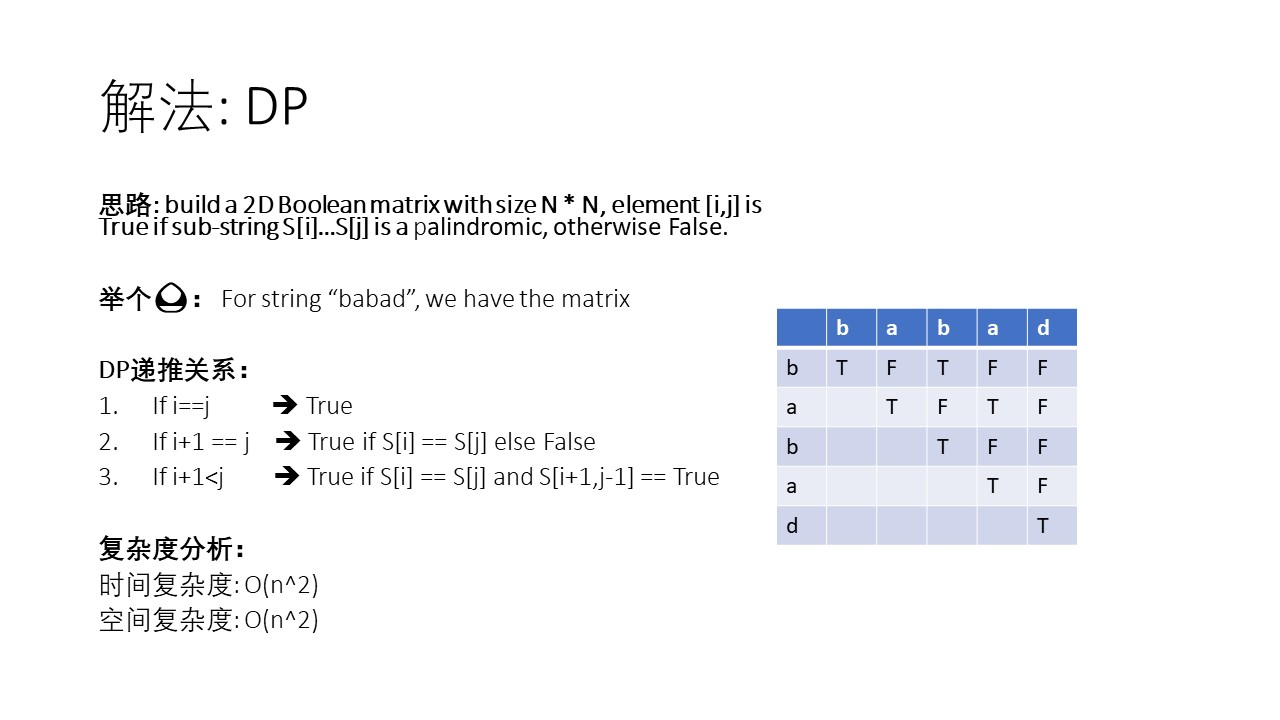 解法: DP
思路: build a 2D Boolean matrix with size N * N, element [i,j] is
True if sub-string S[i]…S[j] is a palindromic, otherwise False.
举个🍙： For string “babad”, we have the matrix
DP递推关系：
1. If i==j → True
2. If i+1 == j → True if S[i] == S[j] else False
3. If i+1<j → True if S[i] == S[j] and S[i+1,j-1] == True
复杂度分析：
时间复杂度: O(n^2)
空间复杂度: O(n^2)
b a b a d
b T F T F F
a T F T F
b T F F
a T F
d T